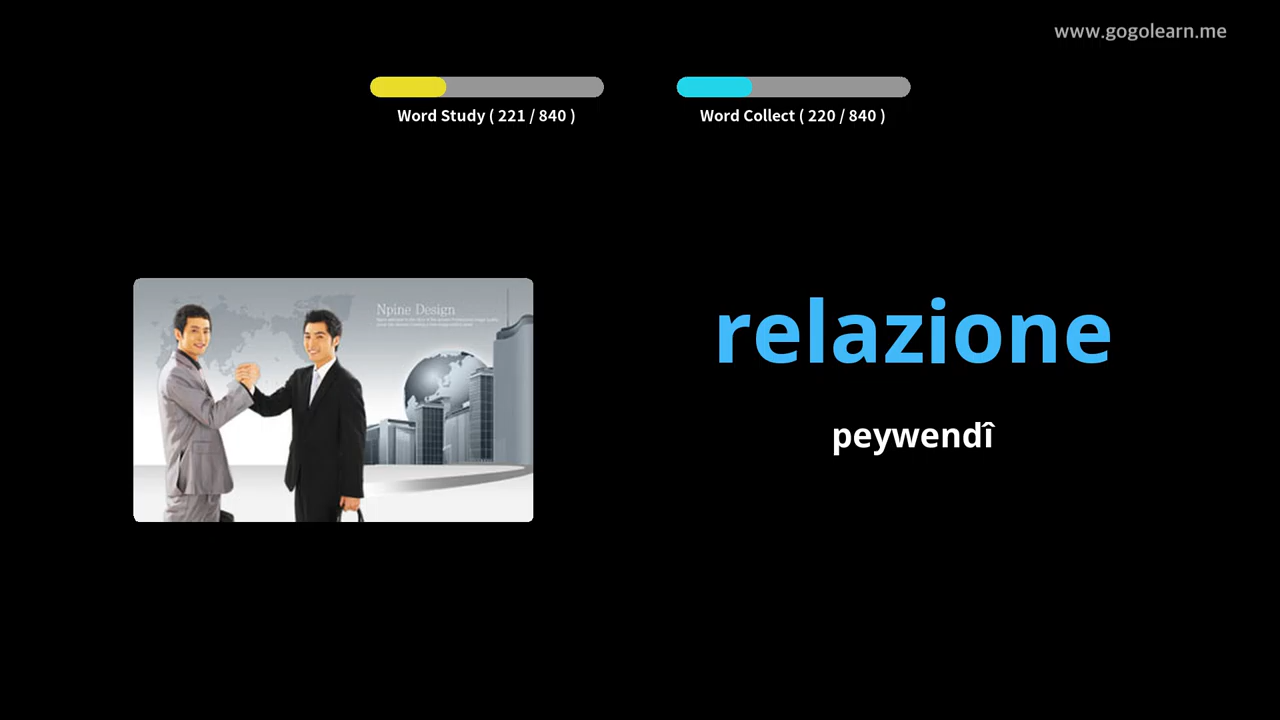 www.gogolearn.me
Word Study ( 221 / 840 )
Word Collect ( 220 / 840 )
Npine Design
relazione
peywendî